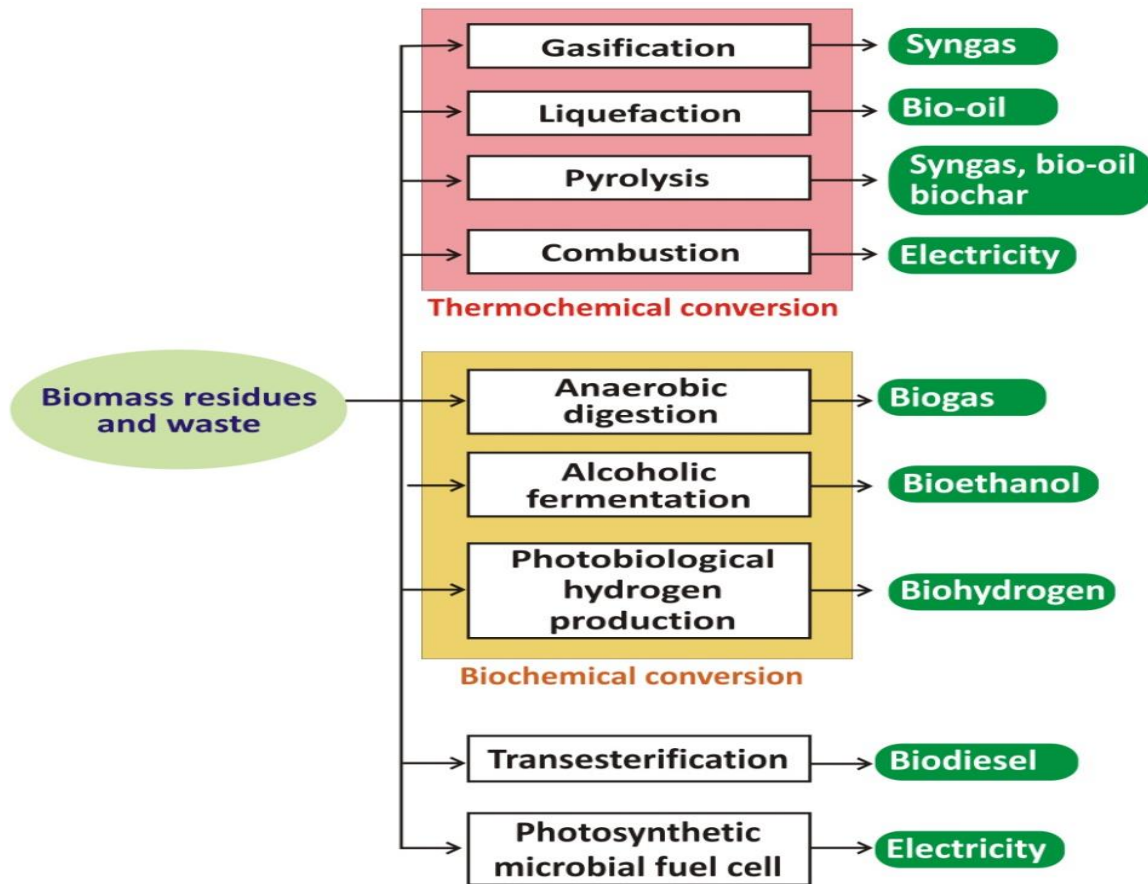 Gasification
Syngas
Liquefaction
Bio-oil
Pyrolysis
Syngas, bio-oil
biochar
Combustion
Electricity
Thermochemical conversion
Biomass residues
and waste
Anaerobic
digestion
Biogas
Alcoholic
fermentation
Bioethanol
Photobiological
hydrogen
production
Biohydrogen
Biochemical conversion
Transesterification
Biodiesel
Photosynthetic
microbial fuel cell
Electricity